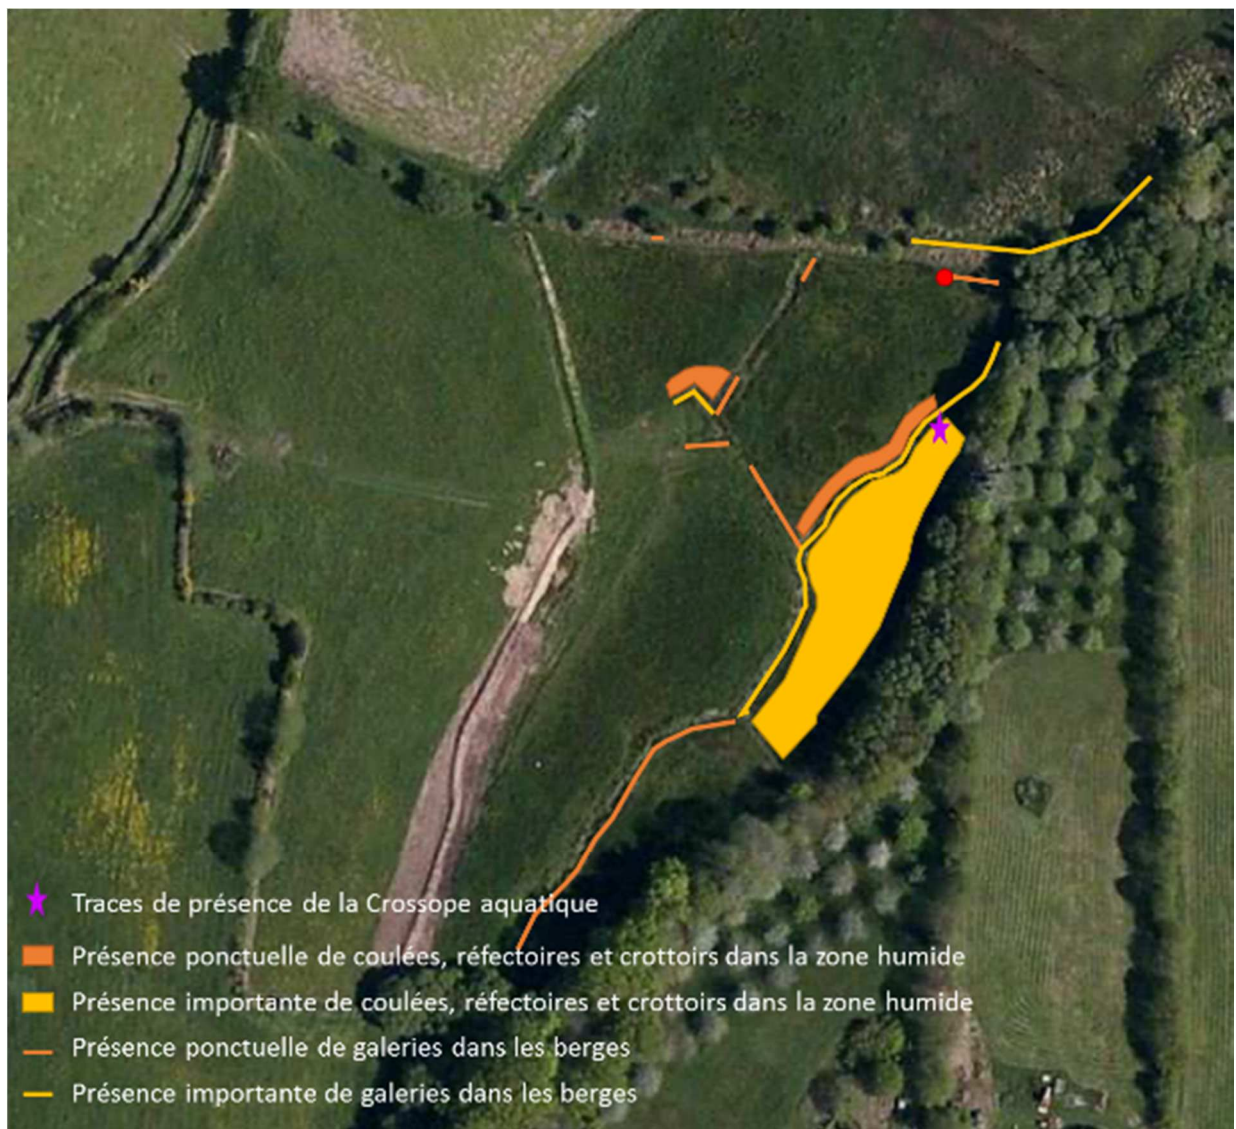 Traces de présence de la Crossope aquatique
Présence ponctuelle de coulées, réfectoires et crottoirs dans la zone humide
Présence importante de coulées, réfectoires et crottoirs dans la zone humide
Présence ponctuelle de galeries dans les berges
Présence importante de galeries dans les berges